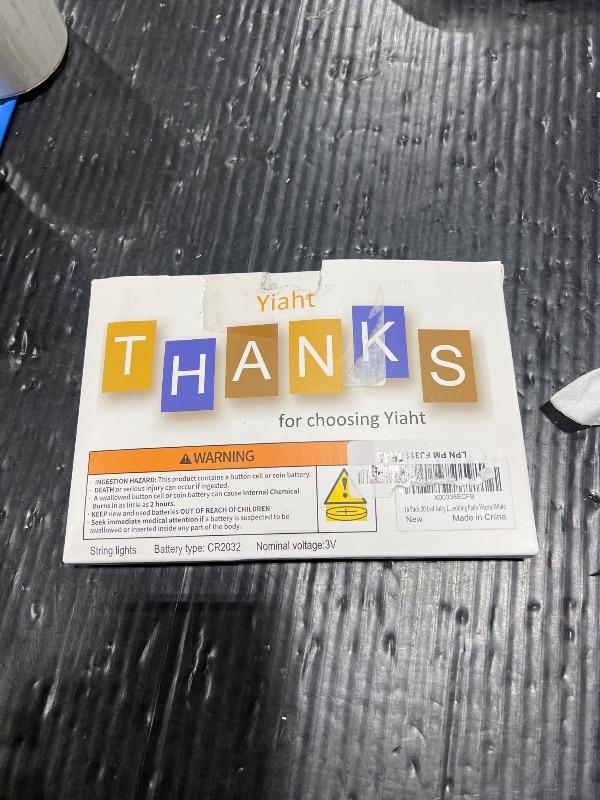 Yiaht
THANKS
for choosing Yiaht
WARNING
- INGESTION HAZARD: This product contains a button cell or coin battery.
- DEATH or serious injury can occur if ingested.
- A swallowed button cell or coin battery can cause Internal Chemical
Burns in as little as 2 hours.
- KEEP new and used batteries OUT OF REACH OF CHILDREN
- Seek immediate medical attention if a battery is suspected to be
swallowed or inserted inside any part of the body.
LPN PM
New Made in China
String lights Battery type: CR2032 Nominal voltage:3V